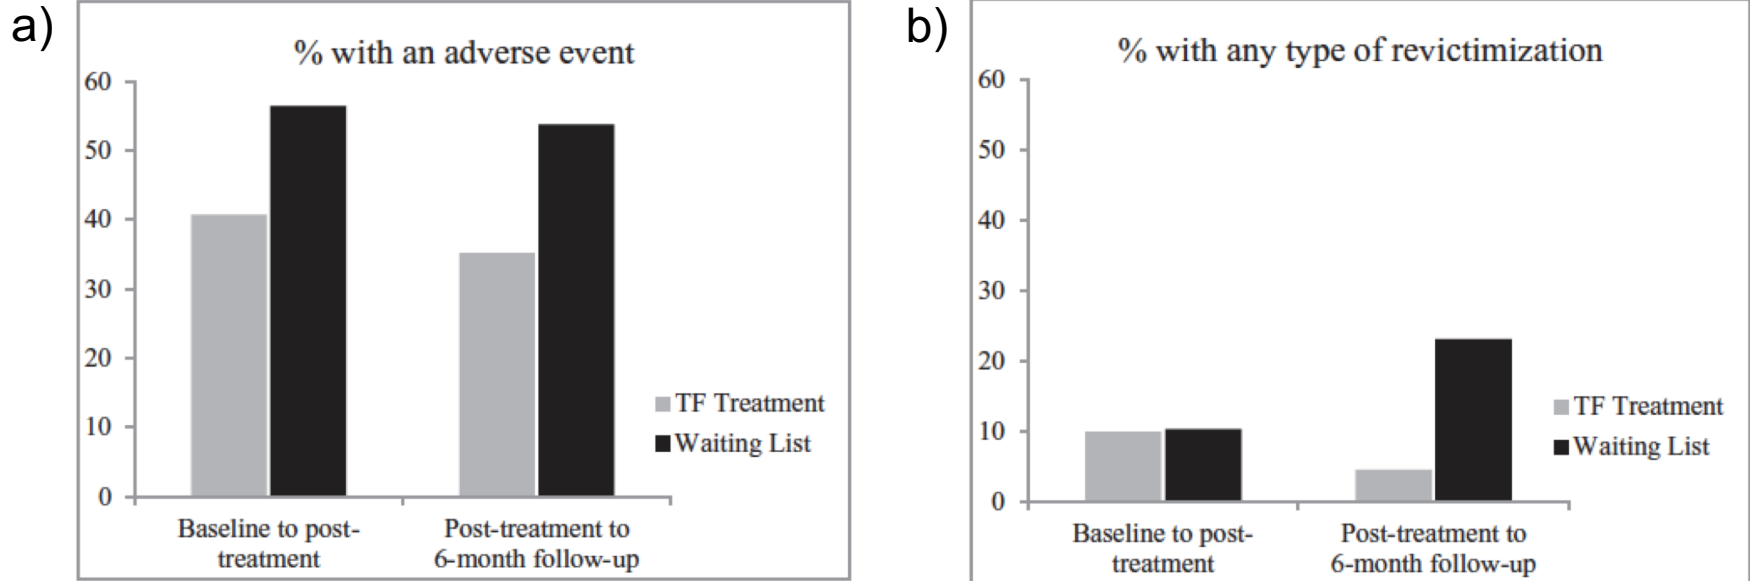 a)
% with an adverse event
60
50
40
30
20
10
0
Baseline to post-
treatment
Post-treatment to
6-month follow-up
TF Treatment
Waiting List
b)
% with any type of revictimization
60
50
40
30
20
10
0
Baseline to post-
treatment
Post-treatment to
6-month follow-up
TF Treatment
Waiting List